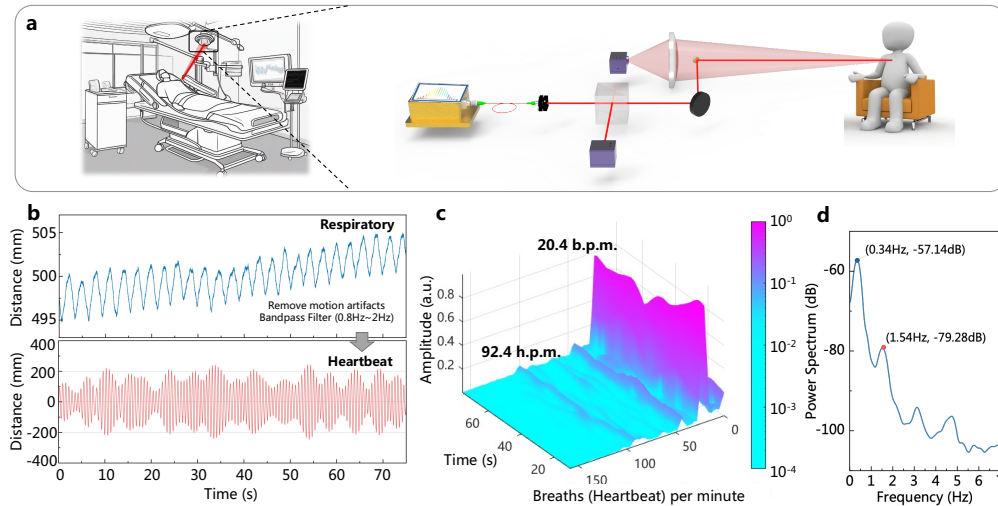 a
b
Respiratory
Distance (mm)
505
500
495
Remove motion artifacts
Bandpass Filter (0.8Hz~2Hz)
Heartbeat
Distance (mm)
400
200
0
-200
-400
0 10 20 30 40 50 60 70
Time (s)
c
20.4 b.p.m.
92.4 h.p.m.
Amplitude (a.u.)
0.8
0.6
0.4
0.2
60
40
20
Time (s)
150
100
50
0
Breaths (Heartbeat) per minute
10⁰
10⁻¹
10⁻²
10⁻³
10⁻⁴
d
(0.34Hz, -57.14dB)
(1.54Hz, -79.28dB)
Power Spectrum (dB)
-60
-80
-100
0 1 2 3 4 5 6 7
Frequency (Hz)